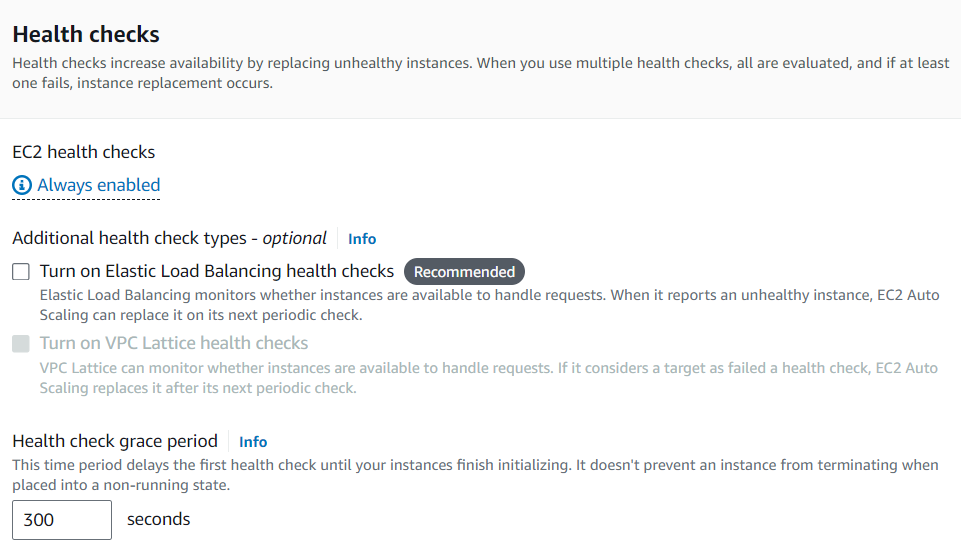 Health checks
Health checks increase availability by replacing unhealthy instances. When you use multiple health checks, all are evaluated, and if at least
one fails, instance replacement occurs.
EC2 health checks
Always enabled
Additional health check types - optional Info
Turn on Elastic Load Balancing health checks Recommended
Elastic Load Balancing monitors whether instances are available to handle requests. When it reports an unhealthy instance, EC2 Auto
Scaling can replace it on its next periodic check.
Turn on VPC Lattice health checks
VPC Lattice can monitor whether instances are available to handle requests. If it considers a target as failed a health check, EC2 Auto
Scaling replaces it after its next periodic check.
Health check grace period Info
This time period delays the first health check until your instances finish initializing. It doesn't prevent an instance from terminating when
placed into a non-running state.
300 seconds